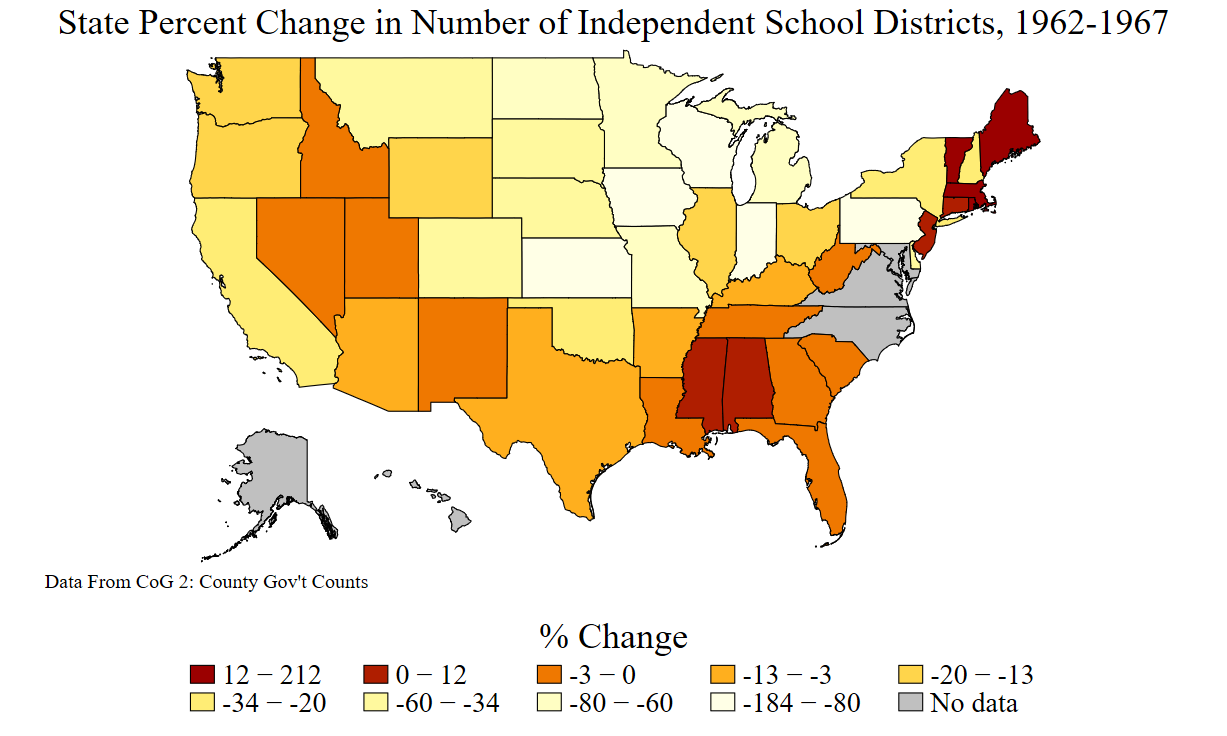 State Percent Change in Number of Independent School Districts, 1962-1967
Data From CoG 2: County Gov't Counts
% Change
12 − 212 0 − 12 -3 − 0 -13 − -3 -20 − -13
-34 − -20 -60 − -34 -80 − -60 -184 − -80 No data